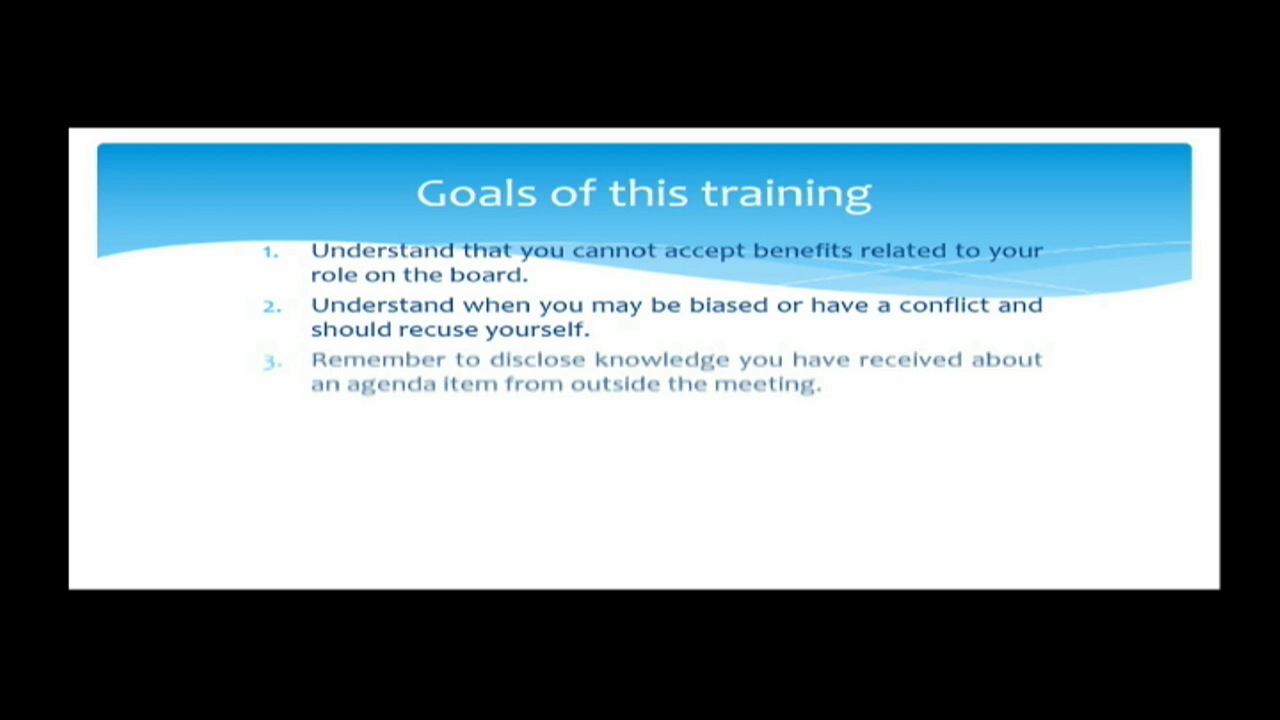 Goals of this training
1. Understand that you cannot accept benefits related to your
role on the board.
2. Understand when you may be biased or have a conflict and
should recuse yourself.
3. Remember to disclose knowledge you have received about
an agenda item from outside the meeting.